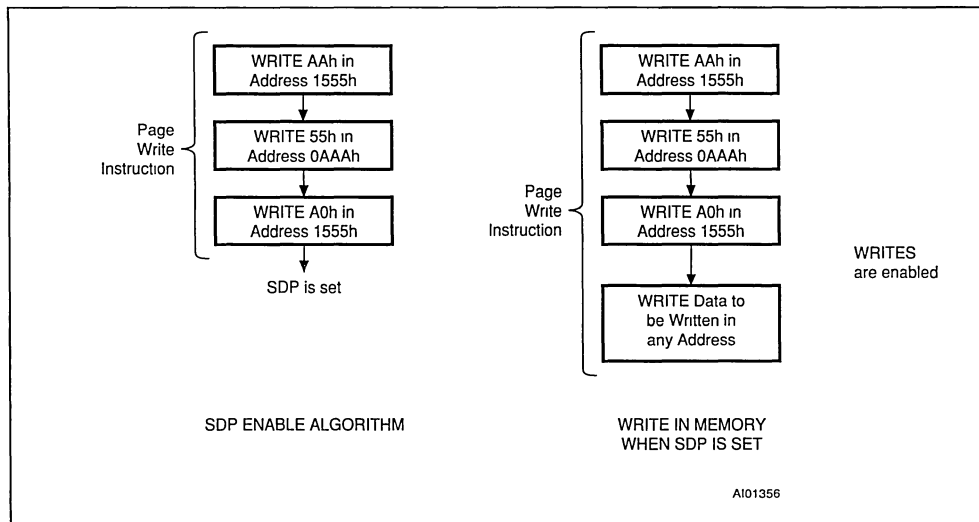 WRITE AAh in
Address 1555h
Page
Write
Instruction
WRITE 55h in
Address 0AAAh
WRITE A0h in
Address 1555h
SDP is set
SDP ENABLE ALGORITHM
WRITE AAh in
Address 1555h
WRITE 55h in
Address 0AAAh
Page
Write
Instruction
WRITE A0h in
Address 1555h
WRITE Data to
be Written in
any Address
WRITES
are enabled
WRITE IN MEMORY
WHEN SDP IS SET
AI01356